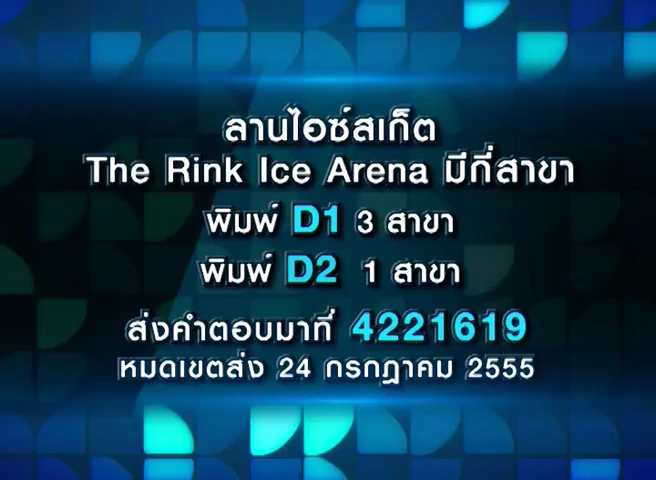 ลานไอซ์สเก็ต
The Rink Ice Arena มีกี่สาขา
พิมพ์ D1 3 สาขา
พิมพ์ D2 1 สาขา
ส่งคำตอบมาที่ 4221619
หมดเขตส่ง 24 กรกฎาคม 2555